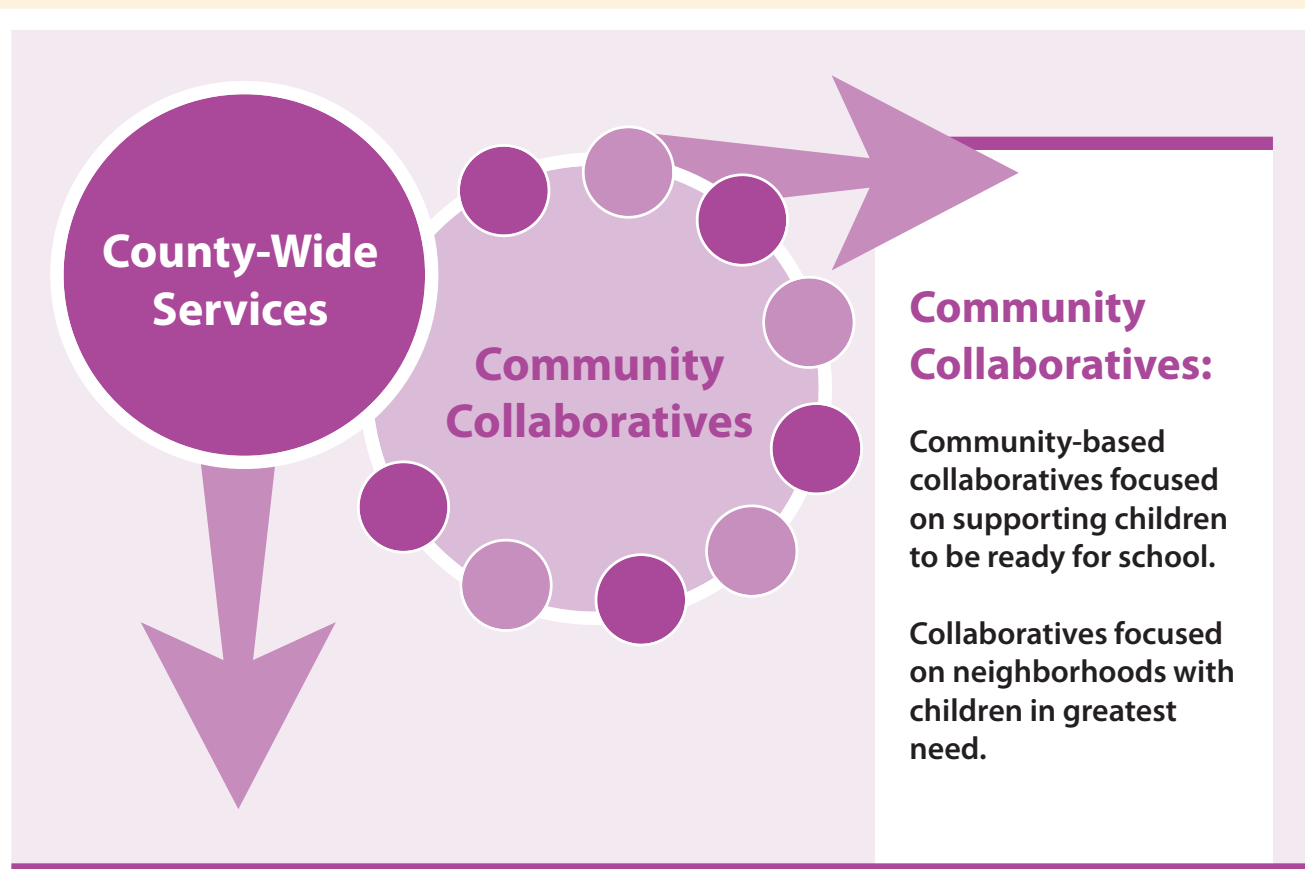 County-Wide
Services
Community
Collaboratives
Community
Collaboratives:
Community-based
collaboratives focused
on supporting children
to be ready for school.
Collaboratives focused
on neighborhoods with
children in greatest
need.